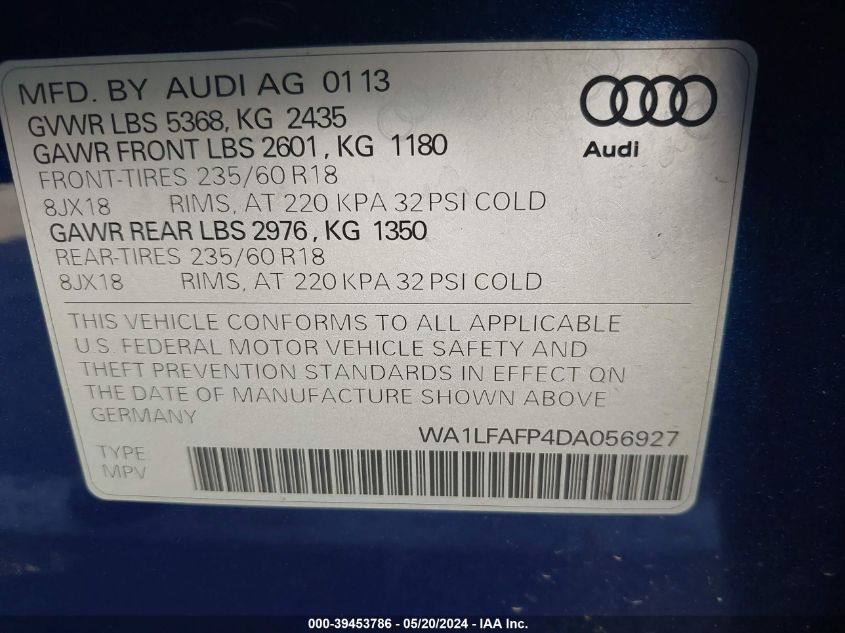 MFD. BY AUDI AG 01 13
GVWR LBS 5368, KG 2435
GAWR FRONT LBS 2601, KG 1180
FRONT-TIRES 235/60 R18
8JX18 RIMS, AT 220 KPA 32 PSI COLD
GAWR REAR LBS 2976, KG 1350
REAR-TIRES 235/60 R18
8JX18 RIMS, AT 220 KPA 32 PSI COLD
Audi
THIS VEHICLE CONFORMS TO ALL APPLICABLE
U.S. FEDERAL MOTOR VEHICLE SAFETY AND
THEFT PREVENTION STANDARDS IN EFFECT ON
THE DATE OF MANUFACTURE SHOWN ABOVE
GERMANY
WA1LFAFP4DA056927
TYPE:
MPV
000-39453786 - 05/20/2024 - IAA Inc.